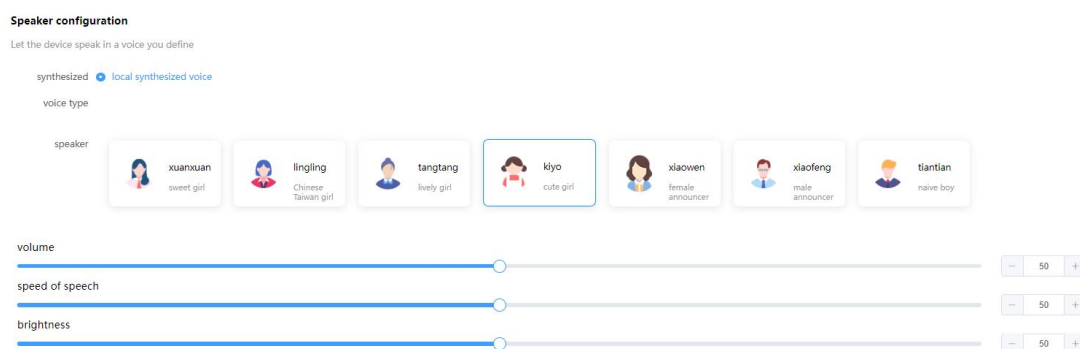 Speaker configuration
Let the device speak in a voice you define
synthesized local synthesized voice
voice type
speaker
xuanxuan
sweet girl
lingling
Chinese
Taiwan girl
tangtang
lively girl
kiyo
cute girl
xiaowen
female
announcer
xiaofeng
male
announcer
tiantian
naive boy
volume
− 50 +
speed of speech
− 50 +
brightness
− 50 +